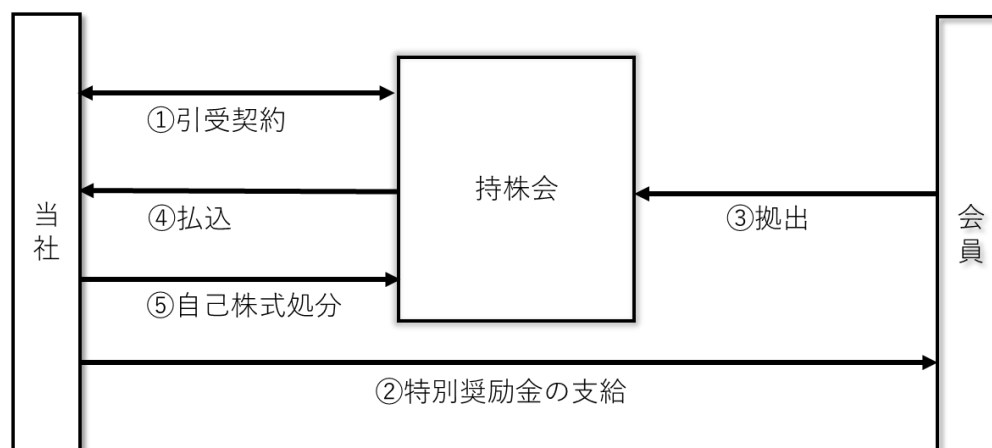 ①引受契約
持株会
④払込
③拠出
当社
会員
⑤自己株式処分
②特別奨励金の支給